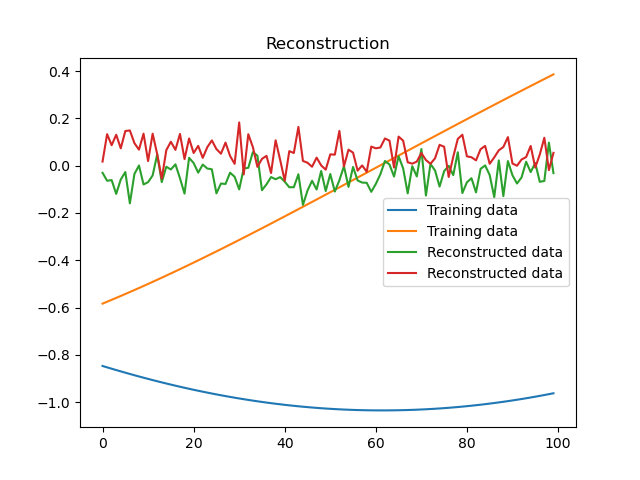 Reconstruction
0.4
0.2
0.0
−0.2
−0.4
−0.6
−0.8
−1.0
Training data
Training data
Reconstructed data
Reconstructed data
0 20 40 60 80 100